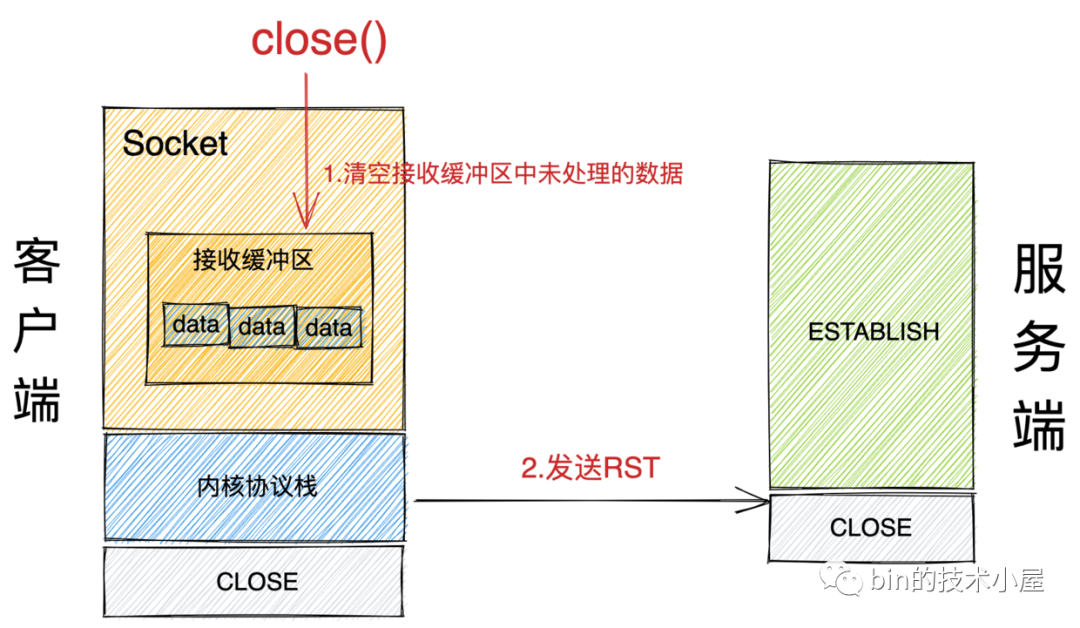 close()
Socket
1.清空接收缓冲区中未处理的数据
客户端
接收缓冲区
data data data
ESTABLISH
服务端
2.发送RST
内核协议栈
CLOSE
CLOSE
bin的技术小屋